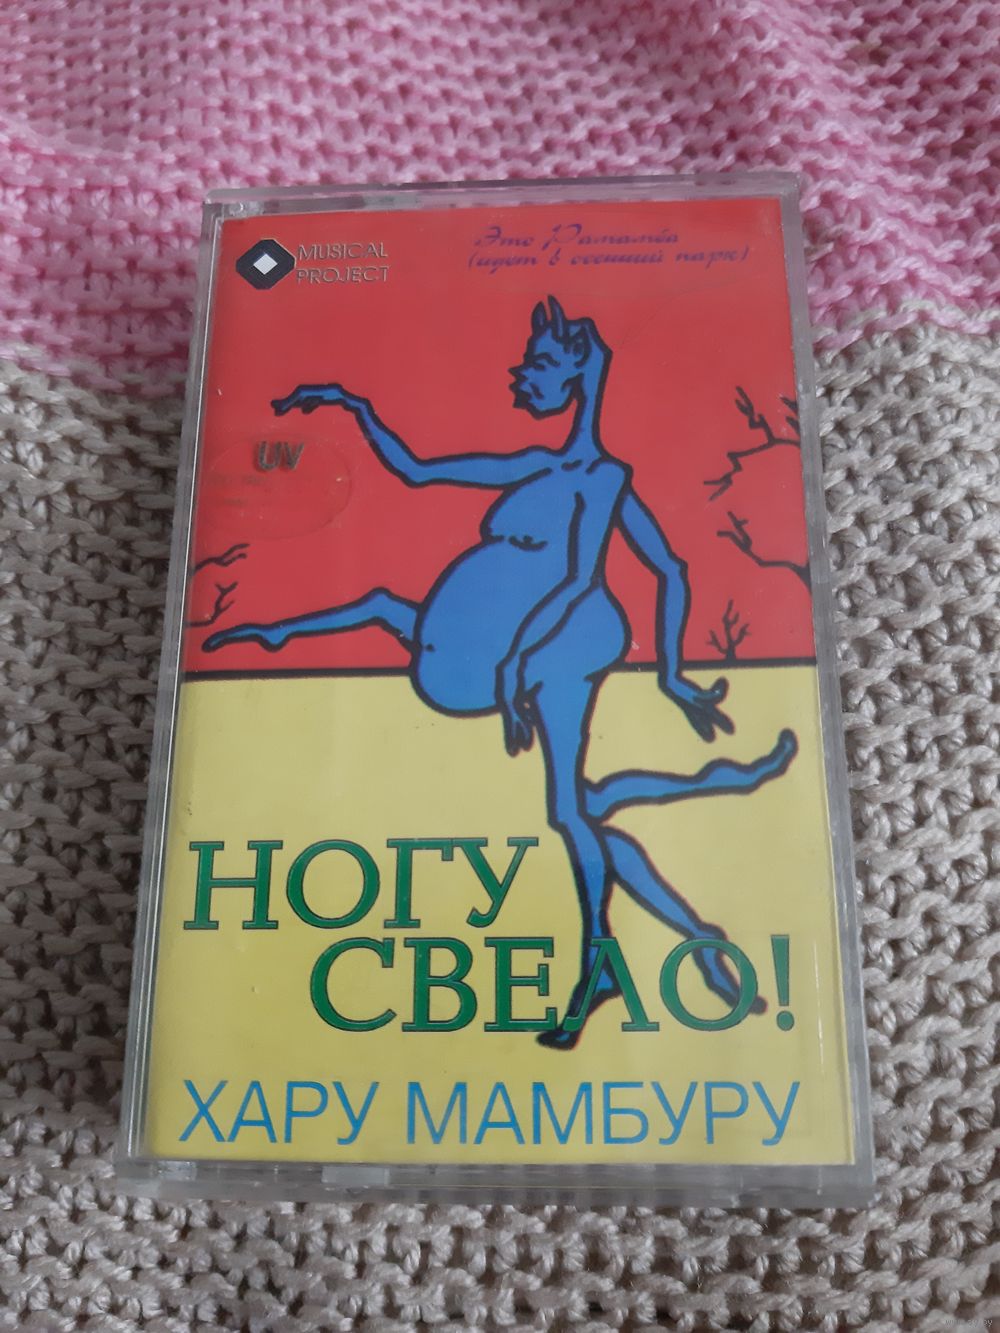 MUSICAL
PROJECT
Это Рамамба
(идет в осенний парк)
UV
НОГУ
СВЕЛО!
ХАРУ МАМБУРУ